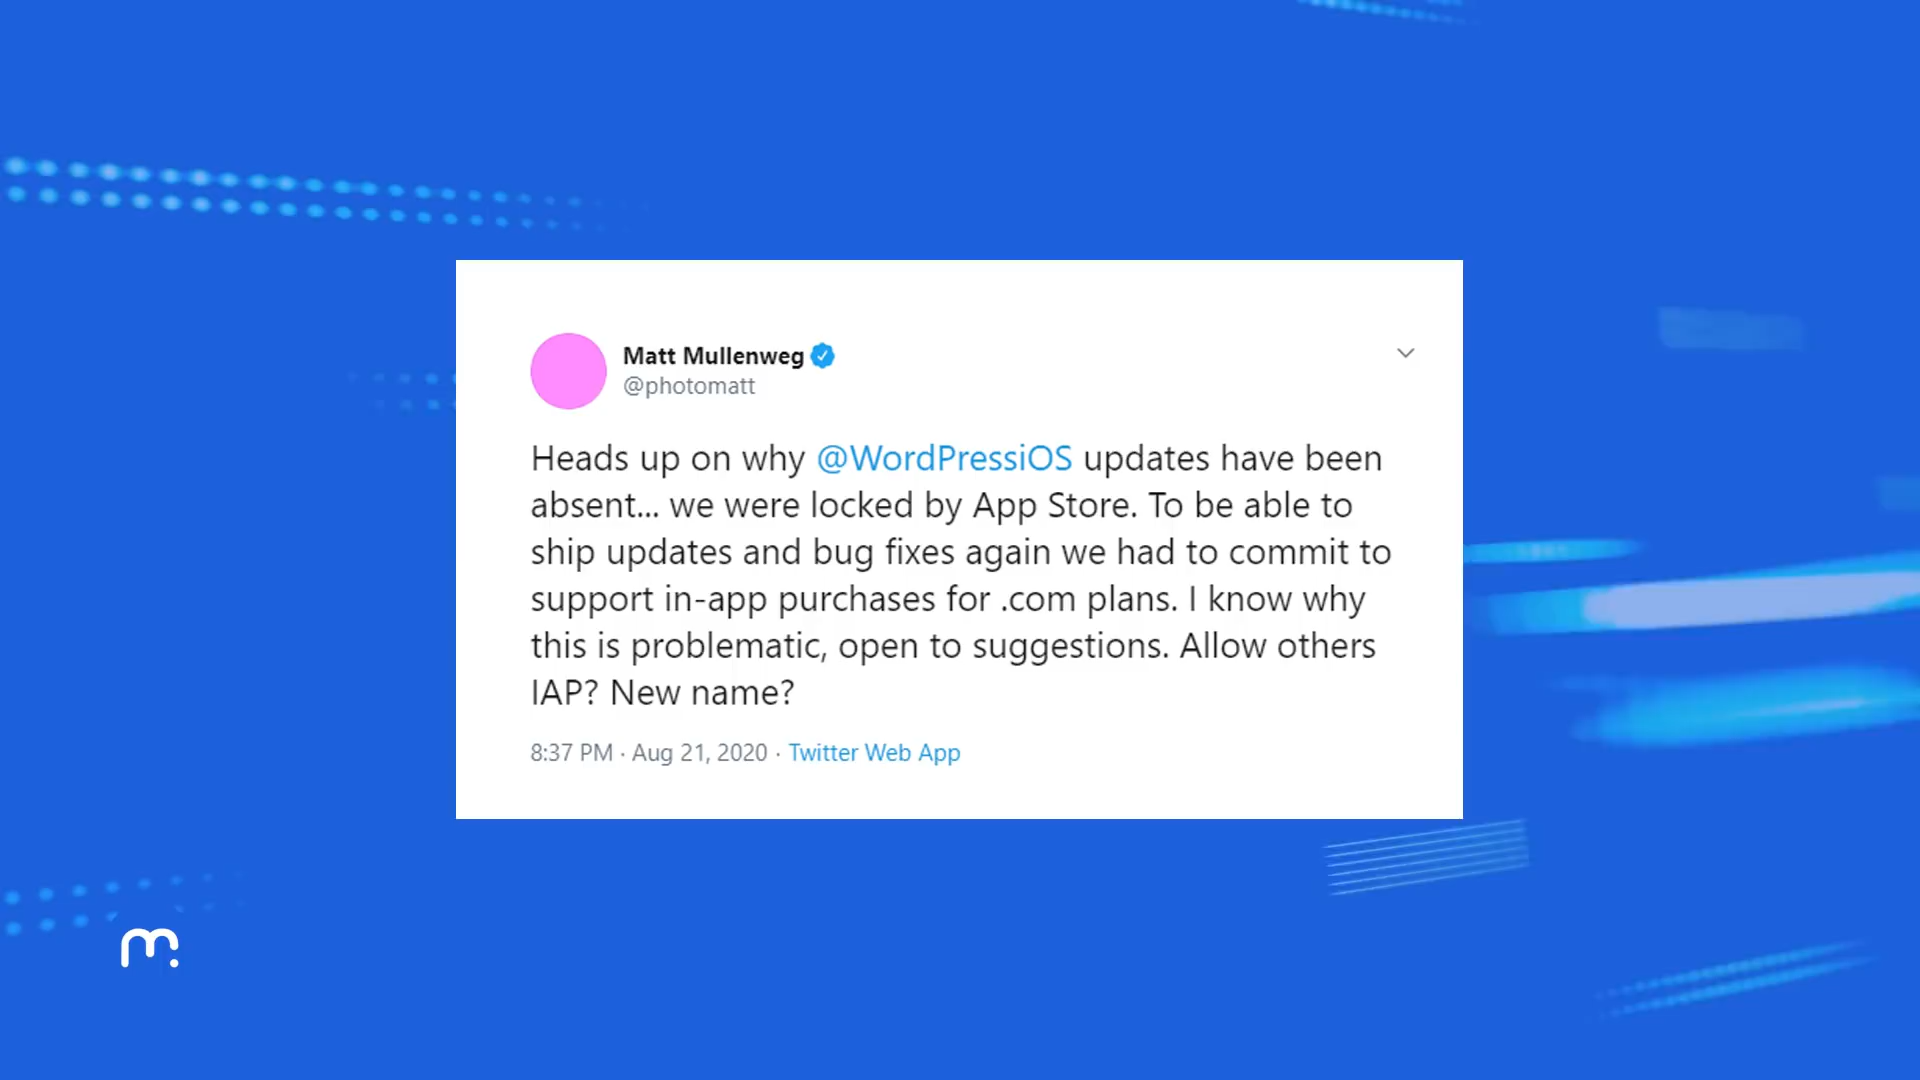 Matt Mullenweg
@photomatt
Heads up on why @WordPressiOS updates have been
absent... we were locked by App Store. To be able to
ship updates and bug fixes again we had to commit to
support in-app purchases for .com plans. I know why
this is problematic, open to suggestions. Allow others
IAP? New name?
8:37 PM · Aug 21, 2020 · Twitter Web App
m.